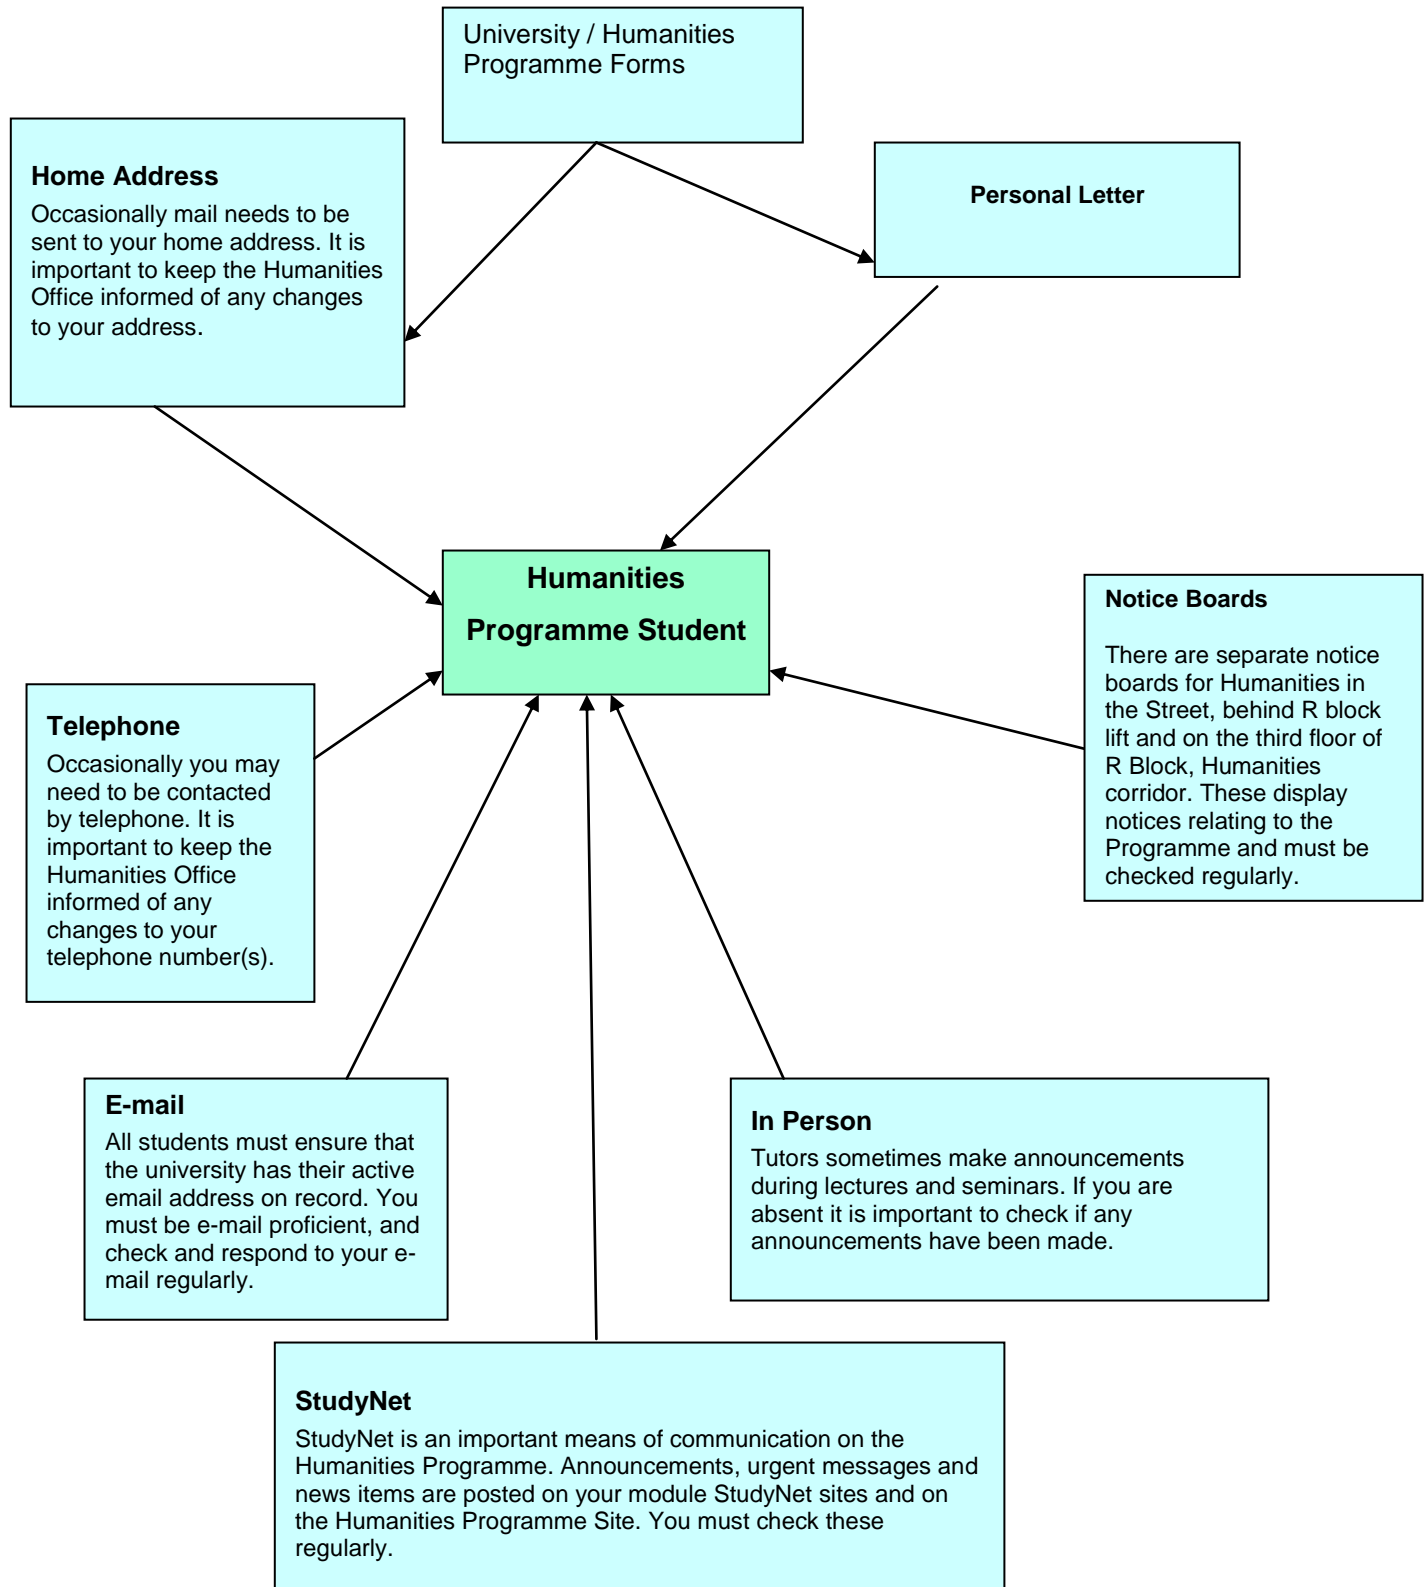 University / Humanities
Programme Forms
Home Address
Occasionally mail needs to be
sent to your home address. It is
important to keep the Humanities
Office informed of any changes
to your address.
Personal Letter
Humanities
Programme Student
Notice Boards
There are separate notice
boards for Humanities in
the Street, behind R block
lift and on the third floor of
R Block, Humanities
corridor. These display
notices relating to the
Programme and must be
checked regularly.
Telephone
Occasionally you may
need to be contacted
by telephone. It is
important to keep the
Humanities Office
informed of any
changes to your
telephone number(s).
E-mail
All students must ensure that
the university has their active
email address on record. You
must be e-mail proficient, and
check and respond to your e-
mail regularly.
In Person
Tutors sometimes make announcements
during lectures and seminars. If you are
absent it is important to check if any
announcements have been made.
StudyNet
StudyNet is an important means of communication on the
Humanities Programme. Announcements, urgent messages and
news items are posted on your module StudyNet sites and on
the Humanities Programme Site. You must check these
regularly.